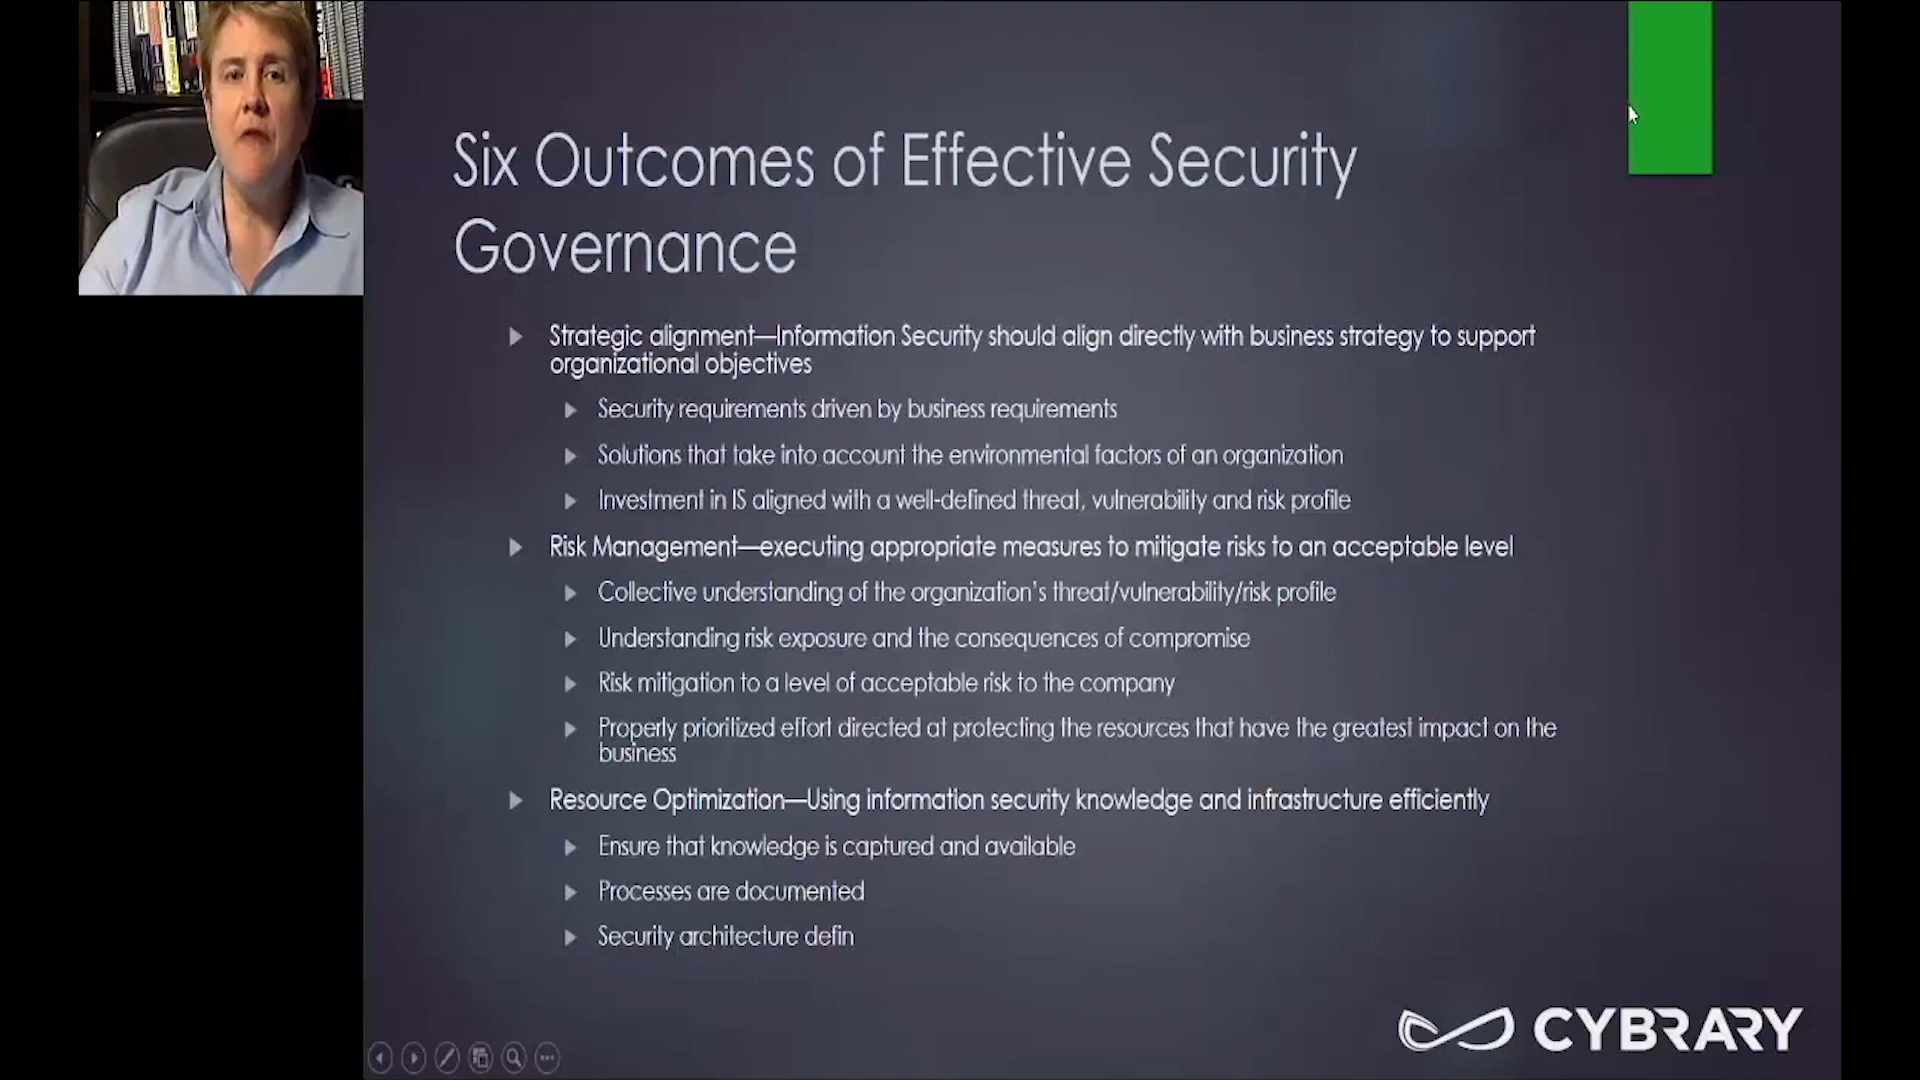 Six Outcomes of Effective Security
Governance
Strategic alignment—Information Security should align directly with business strategy to support
organizational objectives
Security requirements driven by business requirements
Solutions that take into account the environmental factors of an organization
Investment in IS aligned with a well-defined threat, vulnerability and risk profile
Risk Management—executing appropriate measures to mitigate risks to an acceptable level
Collective understanding of the organization's threat/vulnerability/risk profile
Understanding risk exposure and the consequences of compromise
Risk mitigation to a level of acceptable risk to the company
Properly prioritized effort directed at protecting the resources that have the greatest impact on the
business
Resource Optimization—Using information security knowledge and infrastructure efficiently
Ensure that knowledge is captured and available
Processes are documented
Security architecture defin
CYBRARY